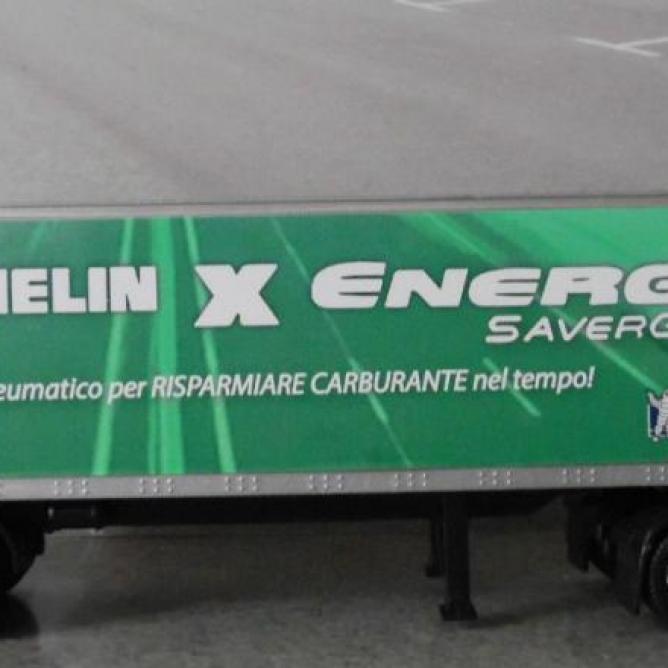 HELIN X ENERG
SAVERG
eumatico per RISPARMIARE CARBURANTE nel tempo!